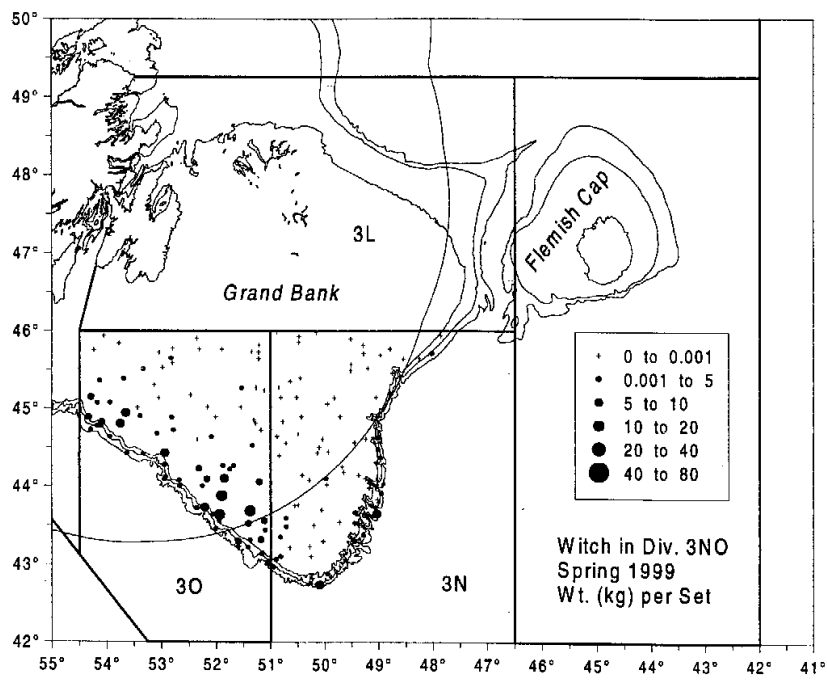 50°
49°
48°
47°
46°
45°
44°
43°
42°
3L
Grand Bank
Flemish Cap
0 to 0.001
0.001 to 5
5 to 10
10 to 20
20 to 40
40 to 80
Witch in Div. 3NO
Spring 1999
Wt. (kg) per Set
3O
3N
55° 54° 53° 52° 51° 50° 49° 48° 47° 46° 45° 44° 43° 42° 41°